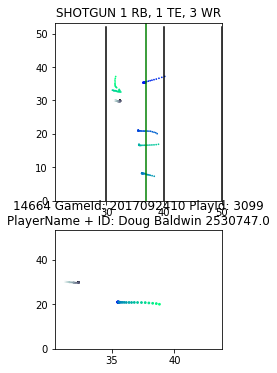 SHOTGUN 1 RB, 1 TE, 3 WR
50
40
30
20
10
0
30 40 50
14664 GameId: 2017092410 PlayId: 3099
PlayerName + ID: Doug Baldwin 2530747.0
40
20
0
35 40